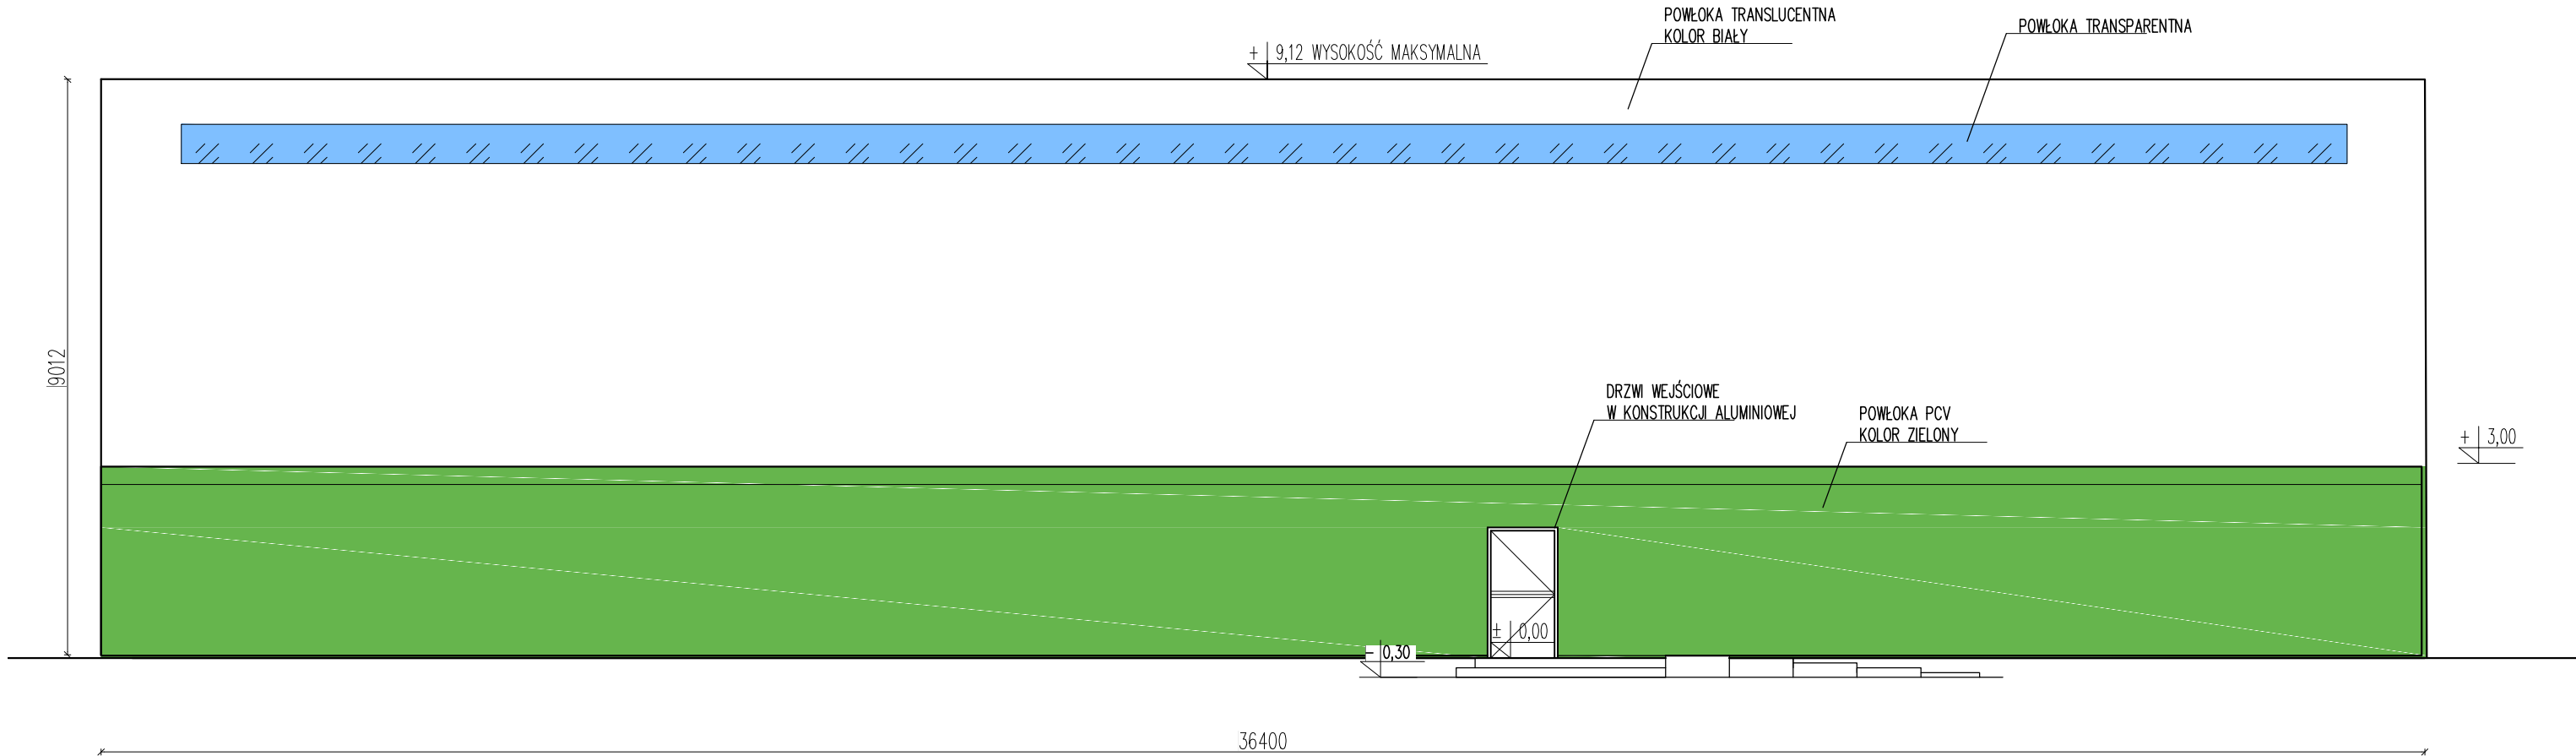 POWŁOKA TRANSLUCENTNA
KOLOR BIAŁY
POWŁOKA TRANSPARENTNA
+ 9,12 WYSOKOŚĆ MAKSYMALNA
9012
DRZWI WEJŚCIOWE
W KONSTRUKCJI ALUMINIOWEJ
POWŁOKA PCV
KOLOR ZIELONY
+ 3,00
± 0,00
- 0,30
36400